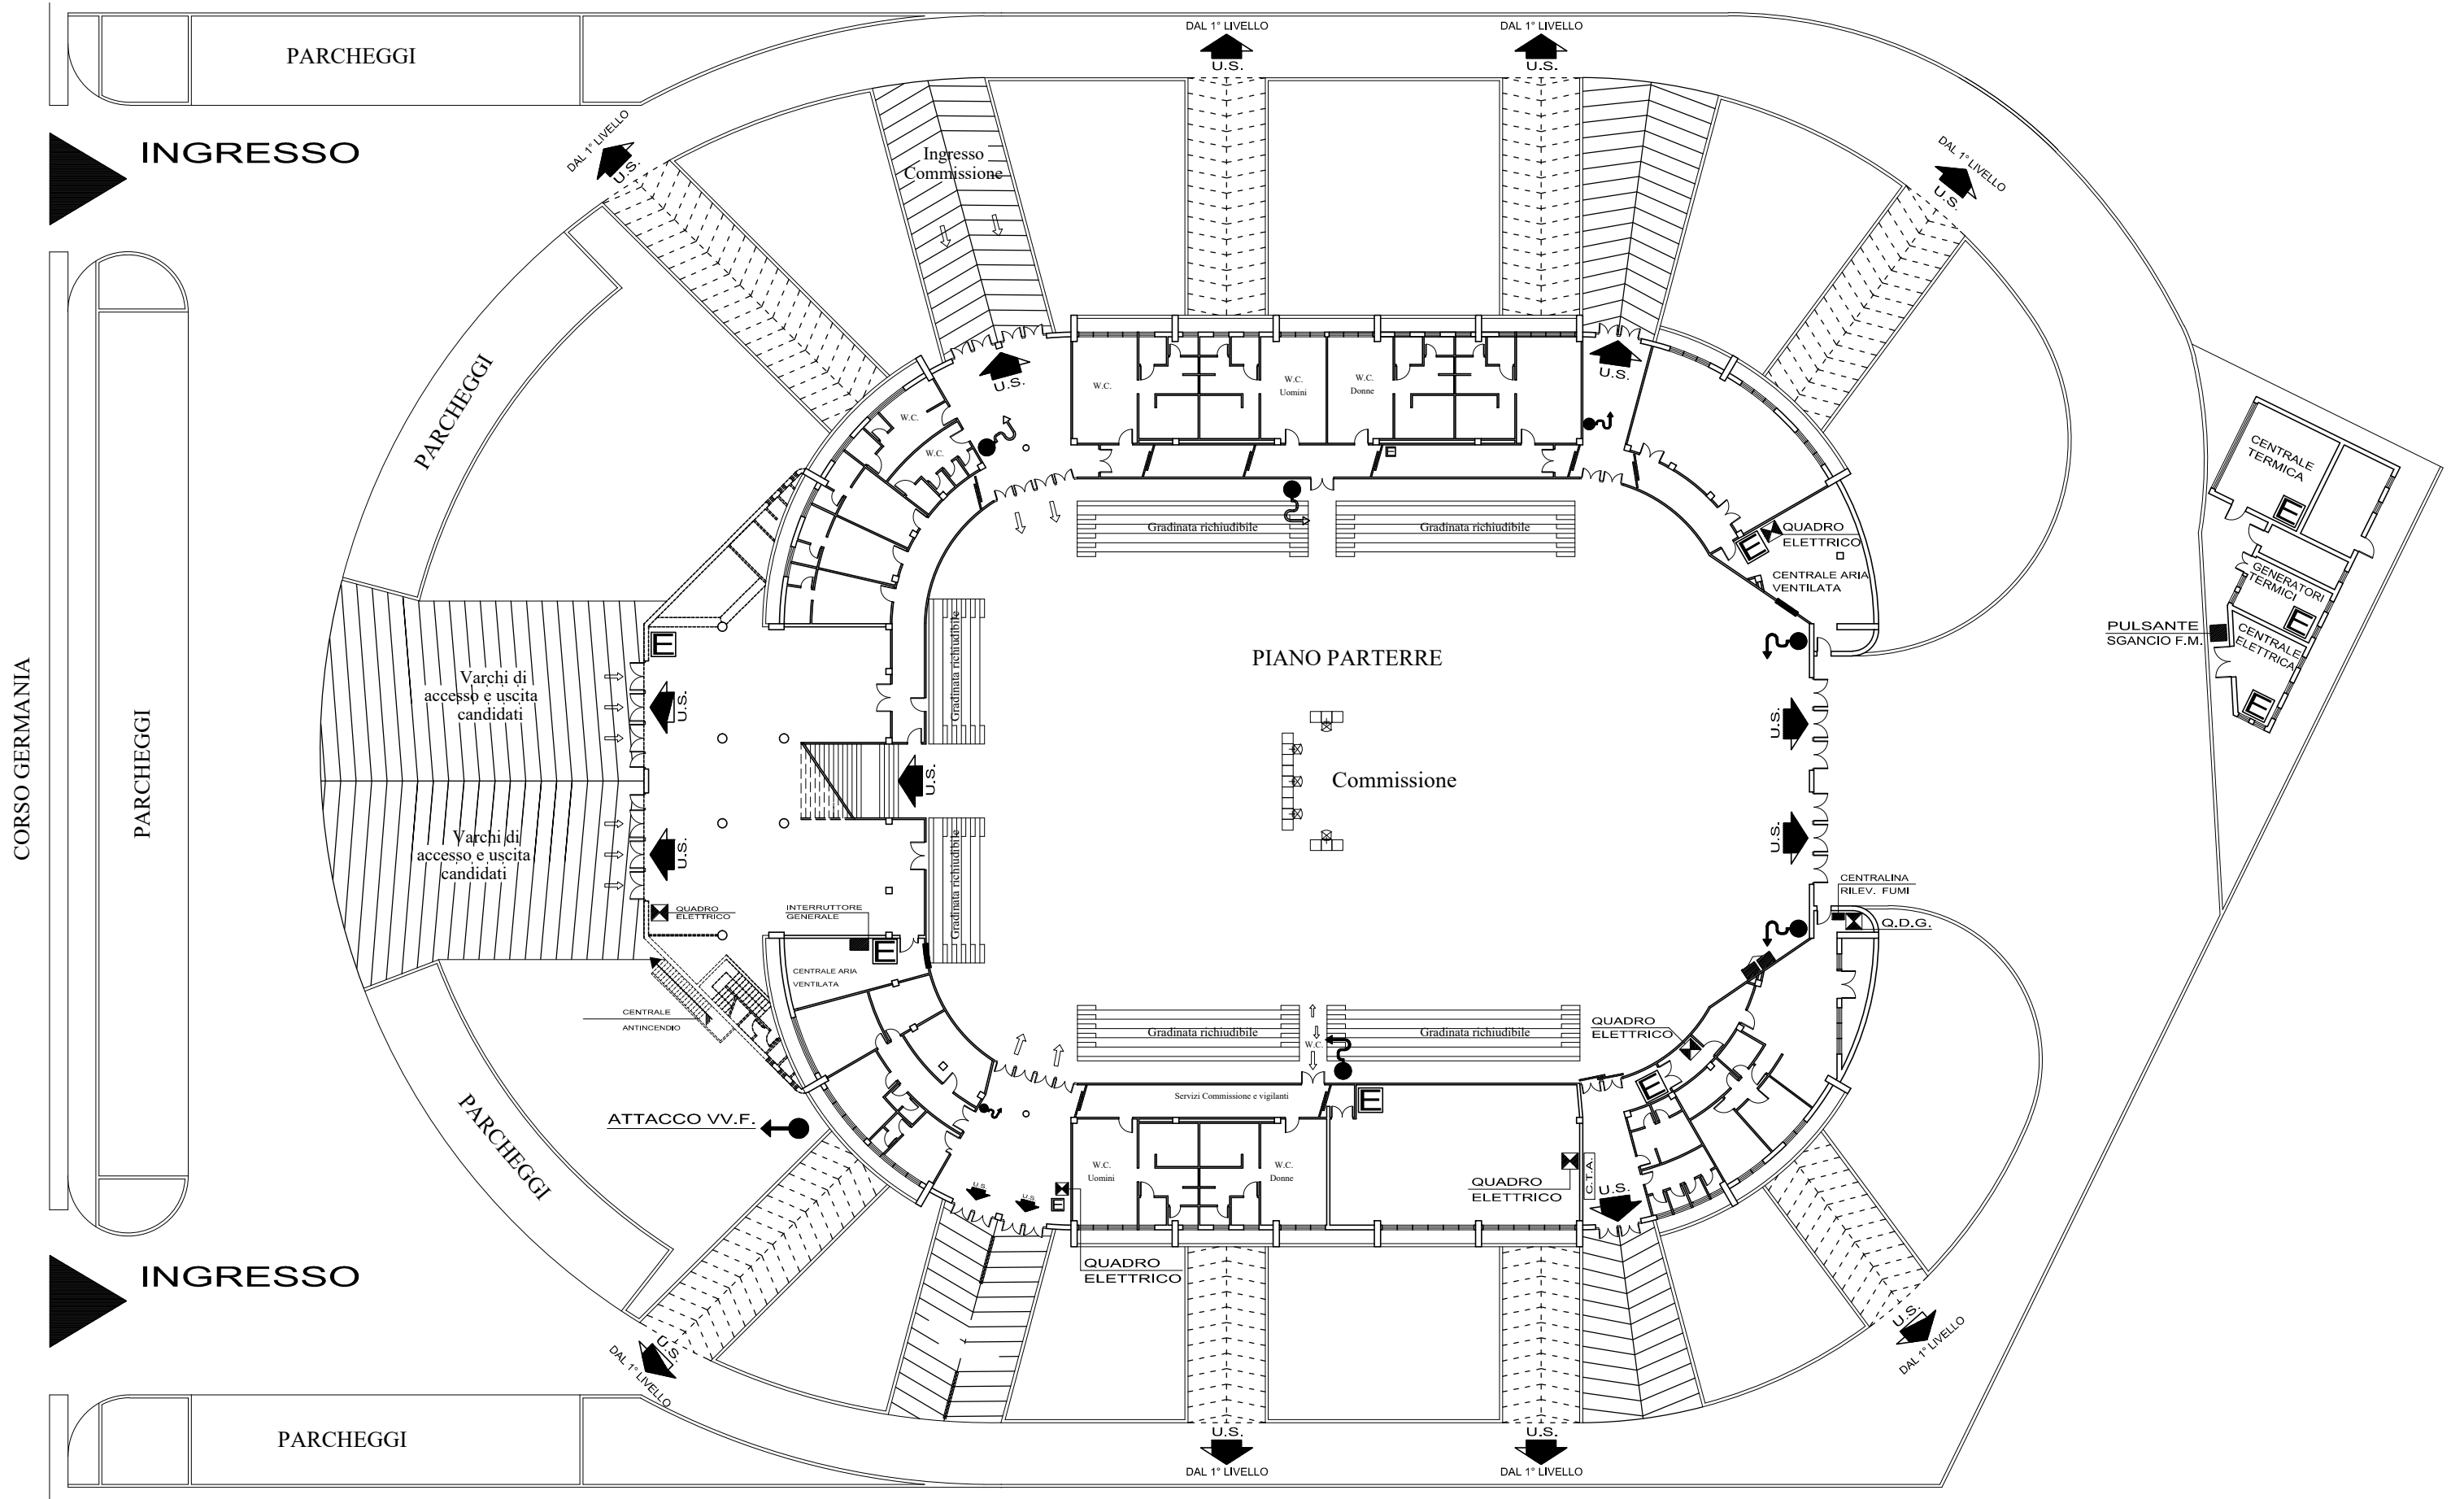 DAL 1° LIVELLO
U.S.
DAL 1° LIVELLO
U.S.
PARCHEGGI
INGRESSO
DAL 1° LIVELLO
U.S.
Ingresso
Commissione
DAL 1° LIVELLO
U.S.
PARCHEGGI
U.S.
W.C.
W.C.
Uomini
W.C.
Donne
U.S.
W.C.
W.C.
Gradinata richiudibile
Gradinata richiudibile
QUADRO
ELETTRICO
E
CENTRALE ARIA
VENTILATA
CENTRALE
TERMICA
E
GENERATORI
TERMICI
E
CENTRALE
ELETTRICA
E
PULSANTE
SGANCIO F.M.
E
E
Gradinata richiudibile
PIANO PARTERRE
Varchi di
accesso e uscita
candidati
U.S.
U.S.
U.S.
Commissione
CORSO GERMANIA
PARCHEGGI
Varchi di
accesso e uscita
candidati
U.S.
U.S.
Gradinata richiudibile
QUADRO
ELETTRICO
INTERRUTTORE
GENERALE
E
CENTRALINA
RILEV. FUMI
Q.D.G.
CENTRALE ARIA
VENTILATA
CENTRALE
ANTINCENDIO
Gradinata richiudibile
W.C.
Gradinata richiudibile
QUADRO
ELETTRICO
E
Servizi Commissione e vigilanti
E
ATTACCO VV.F.
PARCHEGGI
W.C.
Uomini
W.C.
Donne
QUADRO
ELETTRICO
C.T.A.
U.S.
U.S.
U.S.
E
QUADRO
ELETTRICO
INGRESSO
U.S.
DAL 1° LIVELLO
U.S.
DAL 1° LIVELLO
PARCHEGGI
U.S.
DAL 1° LIVELLO
U.S.
DAL 1° LIVELLO